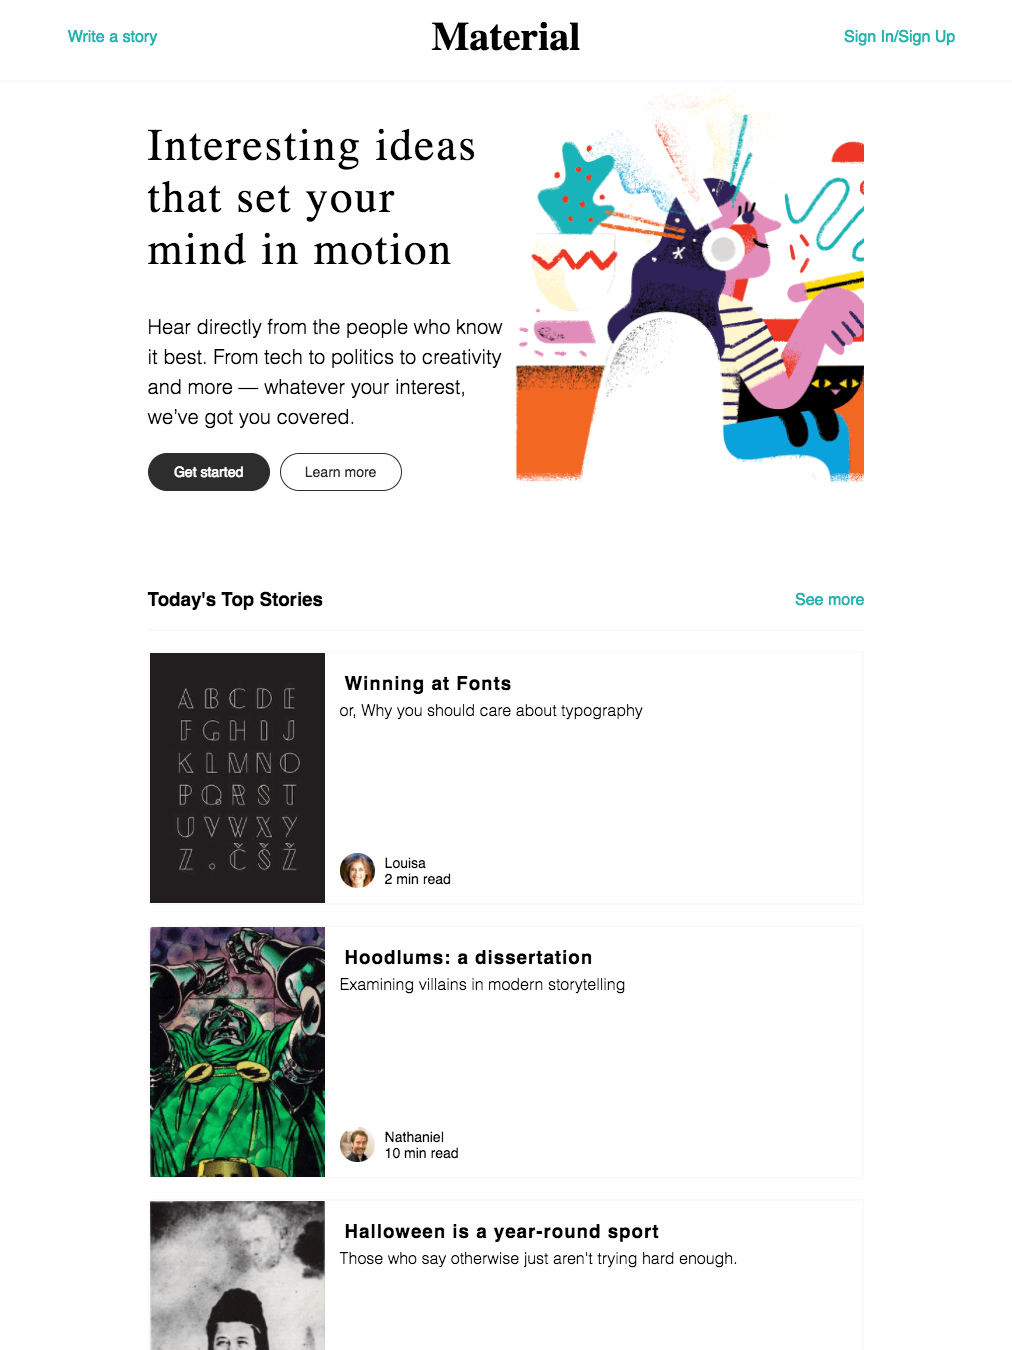 Write a story
Material
Sign In/Sign Up
Interesting ideas
that set your
mind in motion
Hear directly from the people who know
it best. From tech to politics to creativity
and more — whatever your interest,
we've got you covered.
Get started
Learn more
Today's Top Stories
See more
A B C D E
F G H I J
K L M N O
P Q R S T
U V W X Y
Z . Č Š Ž
Winning at Fonts
or, Why you should care about typography
Louisa
2 min read
Hoodlums: a dissertation
Examining villains in modern storytelling
Nathaniel
10 min read
Halloween is a year-round sport
Those who say otherwise just aren't trying hard enough.